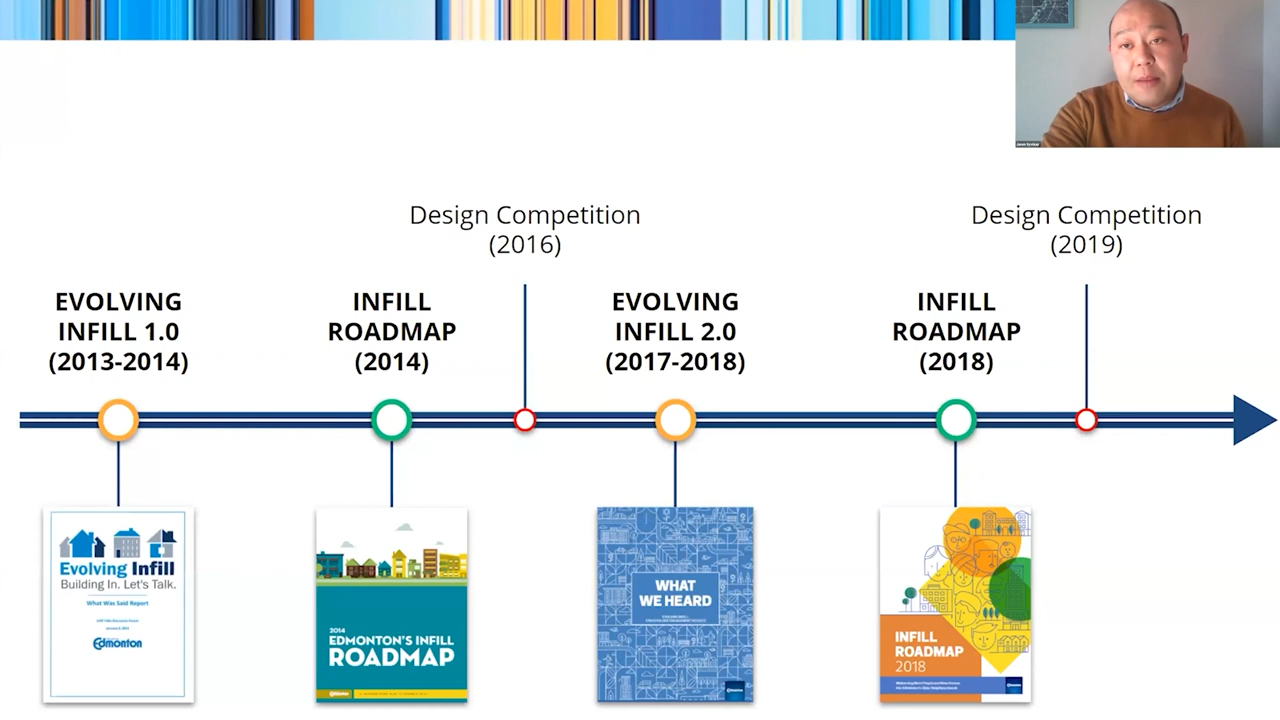 Design Competition
(2016)
Design Competition
(2019)
EVOLVING
INFILL 1.0
(2013-2014)
INFILL
ROADMAP
(2014)
EVOLVING
INFILL 2.0
(2017-2018)
INFILL
ROADMAP
(2018)
Evolving Infill
Building In. Let's Talk.
What Was Said Report
Edmonton
2014
EDMONTON'S INFILL
ROADMAP
Edmonton
WHAT
WE HEARD
Edmonton
INFILL
ROADMAP
2018